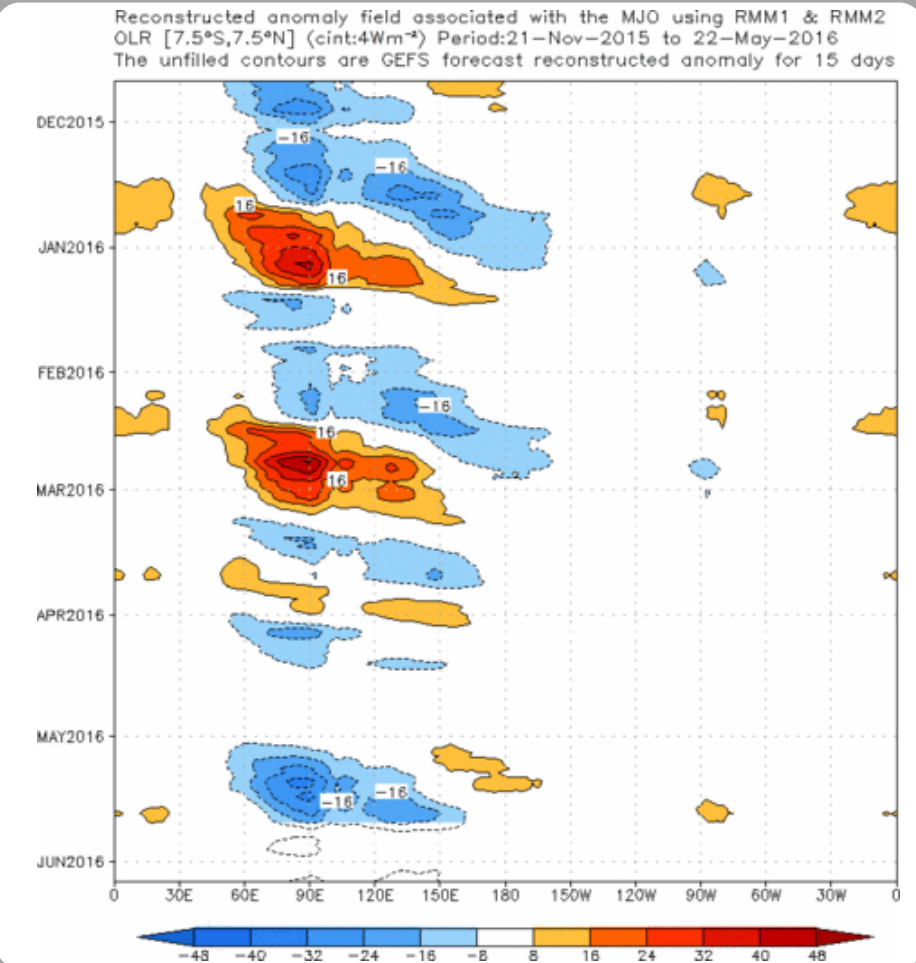 Reconstructed anomaly field associated with the MJO using RMM1 & RMM2
OLR [7.5°S,7.5°N] (cint:4Wm⁻²) Period:21-Nov-2015 to 22-May-2016
The unfilled contours are GEFS forecast reconstructed anomaly for 15 days
DEC2015
-16
-16
16
JAN2016
16
FEB2016
-16
16
16
MAR2016
APR2016
MAY2016
-16
-16
JUN2016
0 30E 60E 90E 120E 150E 180 150W 120W 90W 60W 30W 0
-48 -40 -32 -24 -16 -8 8 16 24 32 40 48